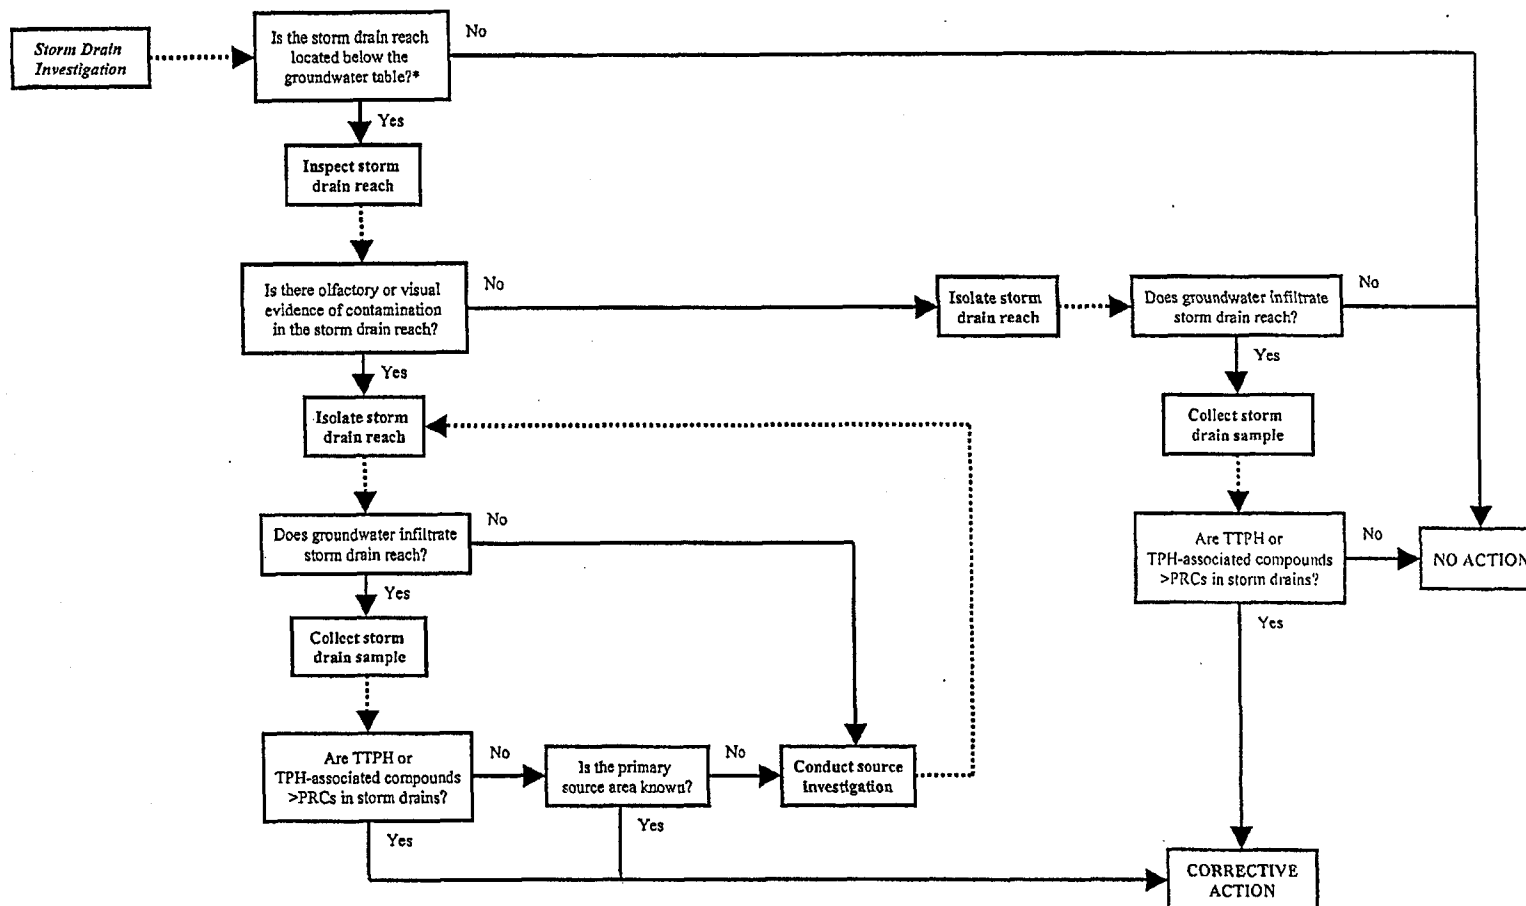 Storm Drain
Investigation
Is the storm drain reach
located below the
groundwater table?*
No
Yes
Inspect storm
drain reach
Is there olfactory or visual
evidence of contamination
in the storm drain reach?
No
Isolate storm
drain reach
Does groundwater infiltrate
storm drain reach?
No
Yes
Yes
Isolate storm
drain reach
Collect storm
drain sample
Does groundwater infiltrate
storm drain reach?
No
Are TTPH or
TPH-associated compounds
>PRCs in storm drains?
No
NO ACTION
Yes
Yes
Collect storm
drain sample
Are TTPH or
TPH-associated compounds
>PRCs in storm drains?
No
Is the primary
source area known?
No
Conduct source
investigation
Yes
Yes
CORRECTIVE
ACTION